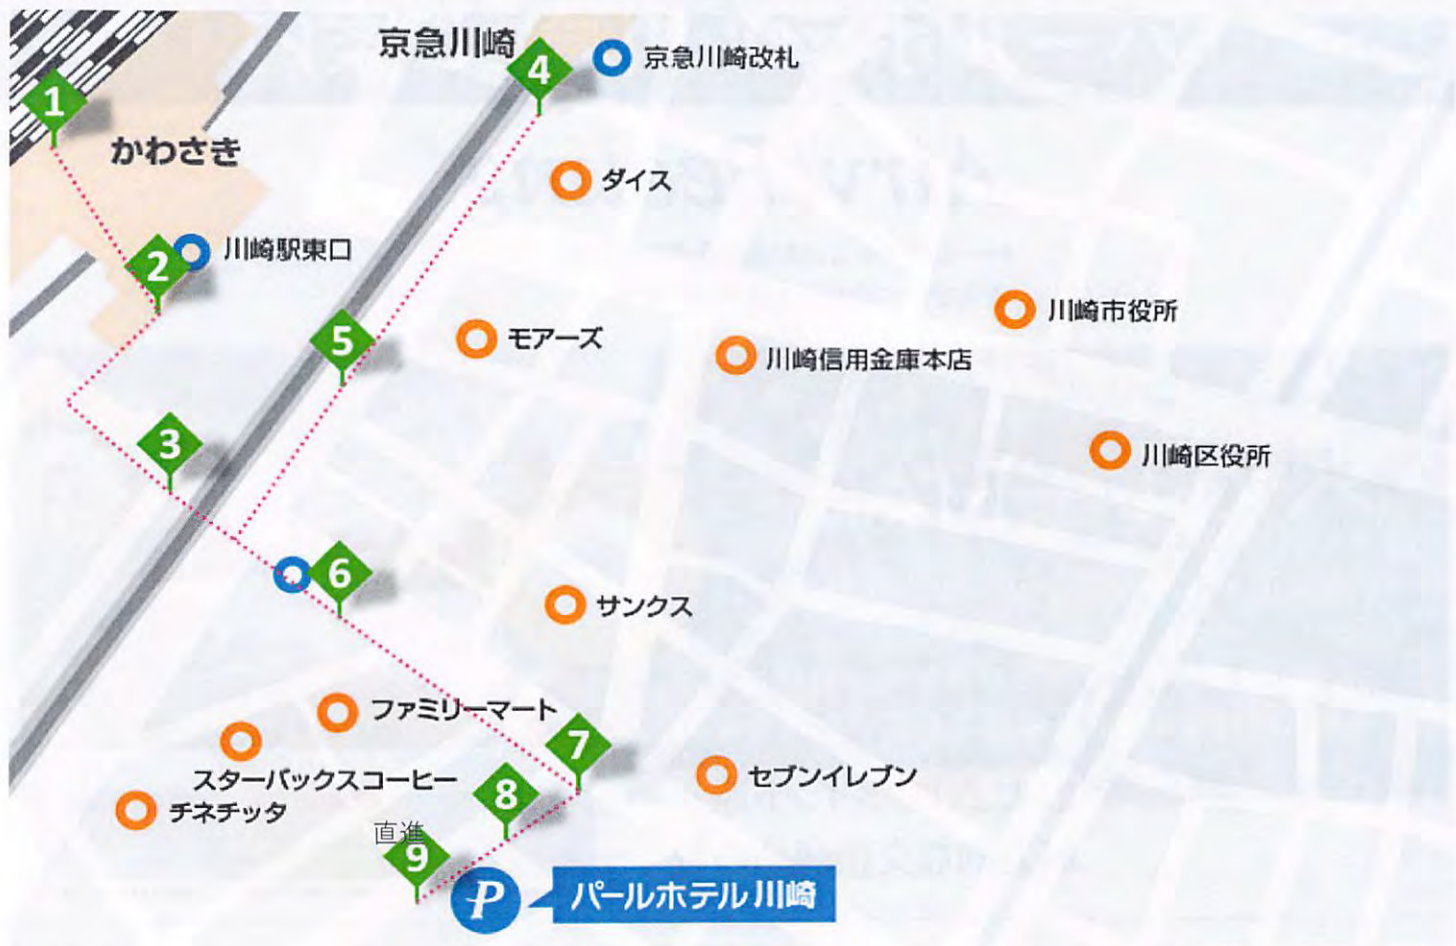 京急川崎
4
京急川崎改札
1
かわさき
ダイス
2
川崎駅東口
川崎市役所
5
モアーズ
川崎信用金庫本店
3
川崎区役所
6
サンクス
ファミリーマート
7
スターバックスコーヒー
セブンイレブン
8
チネチッタ
直進
9
P
パールホテル川崎